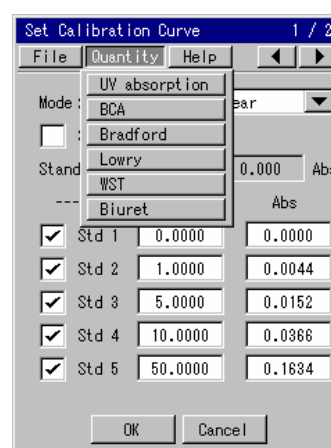 Set Calibration Curve 1 / 2
File Quantity Help
UV absorption
Mode: BCA ear
: Bradford
Stand Lowry 0.000 Abs
WST
--- Biuret Abs
Std 1 0.0000 0.0000
Std 2 1.0000 0.0044
Std 3 5.0000 0.0152
Std 4 10.0000 0.0366
Std 5 50.0000 0.1634
OK Cancel